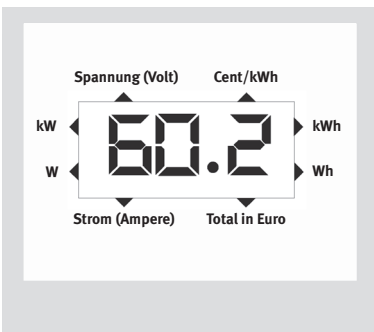 Spannung (Volt) Cent/kWh
kW 60.2 kWh
W Wh
Strom (Ampere) Total in Euro